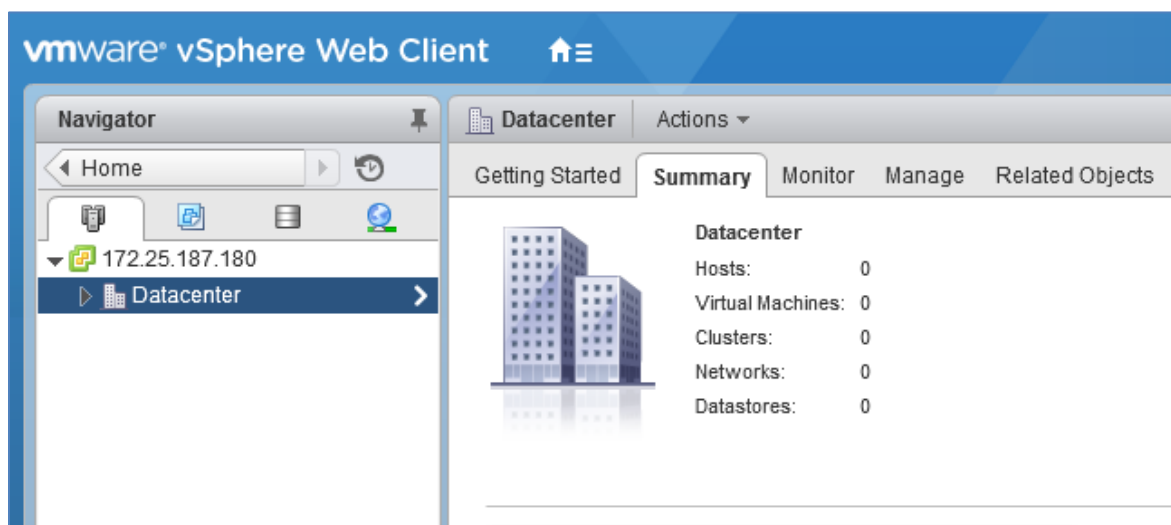 vmware® vSphere Web Client
Navigator
Home
172.25.187.180
Datacenter
Datacenter Actions
Getting Started Summary Monitor Manage Related Objects
Datacenter
Hosts: 0
Virtual Machines: 0
Clusters: 0
Networks: 0
Datastores: 0